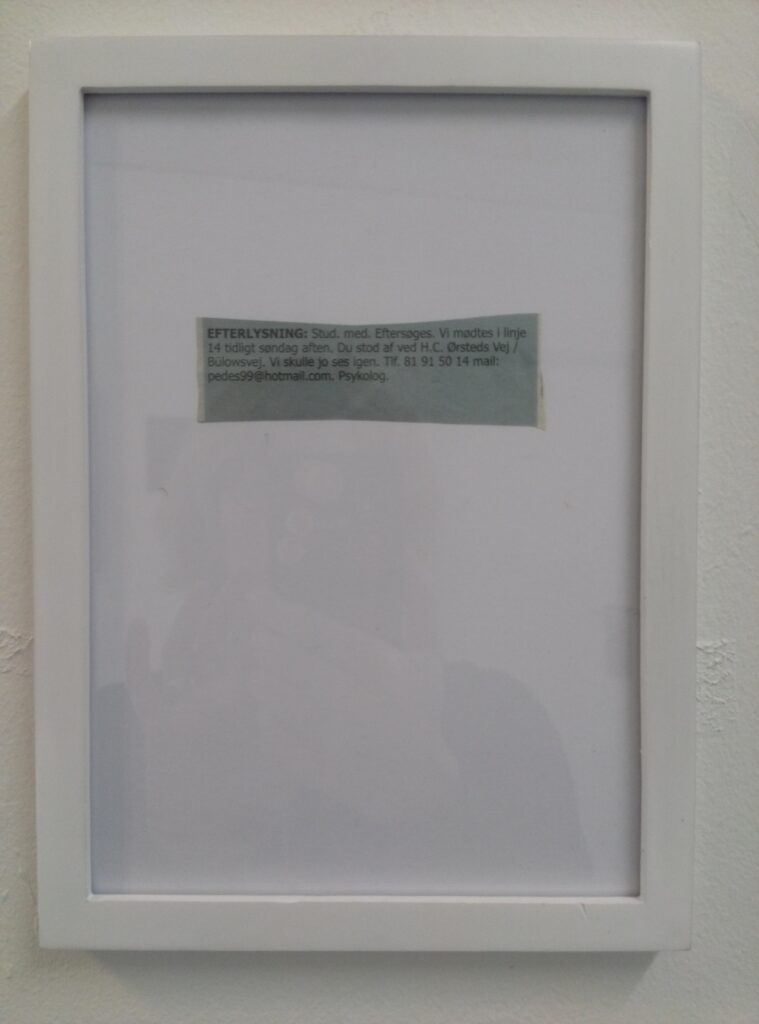 EFTERLYSNING: Stud. med. Eftersøges. Vi mødtes i linje
14 tidligt søndag aften. Du stod af ved H.C. Ørsteds Vej /
Bülowsvej. Vi skulle jo ses igen. Tlf. 81 91 50 14 mail:
pedes99@hotmail.com. Psykolog.